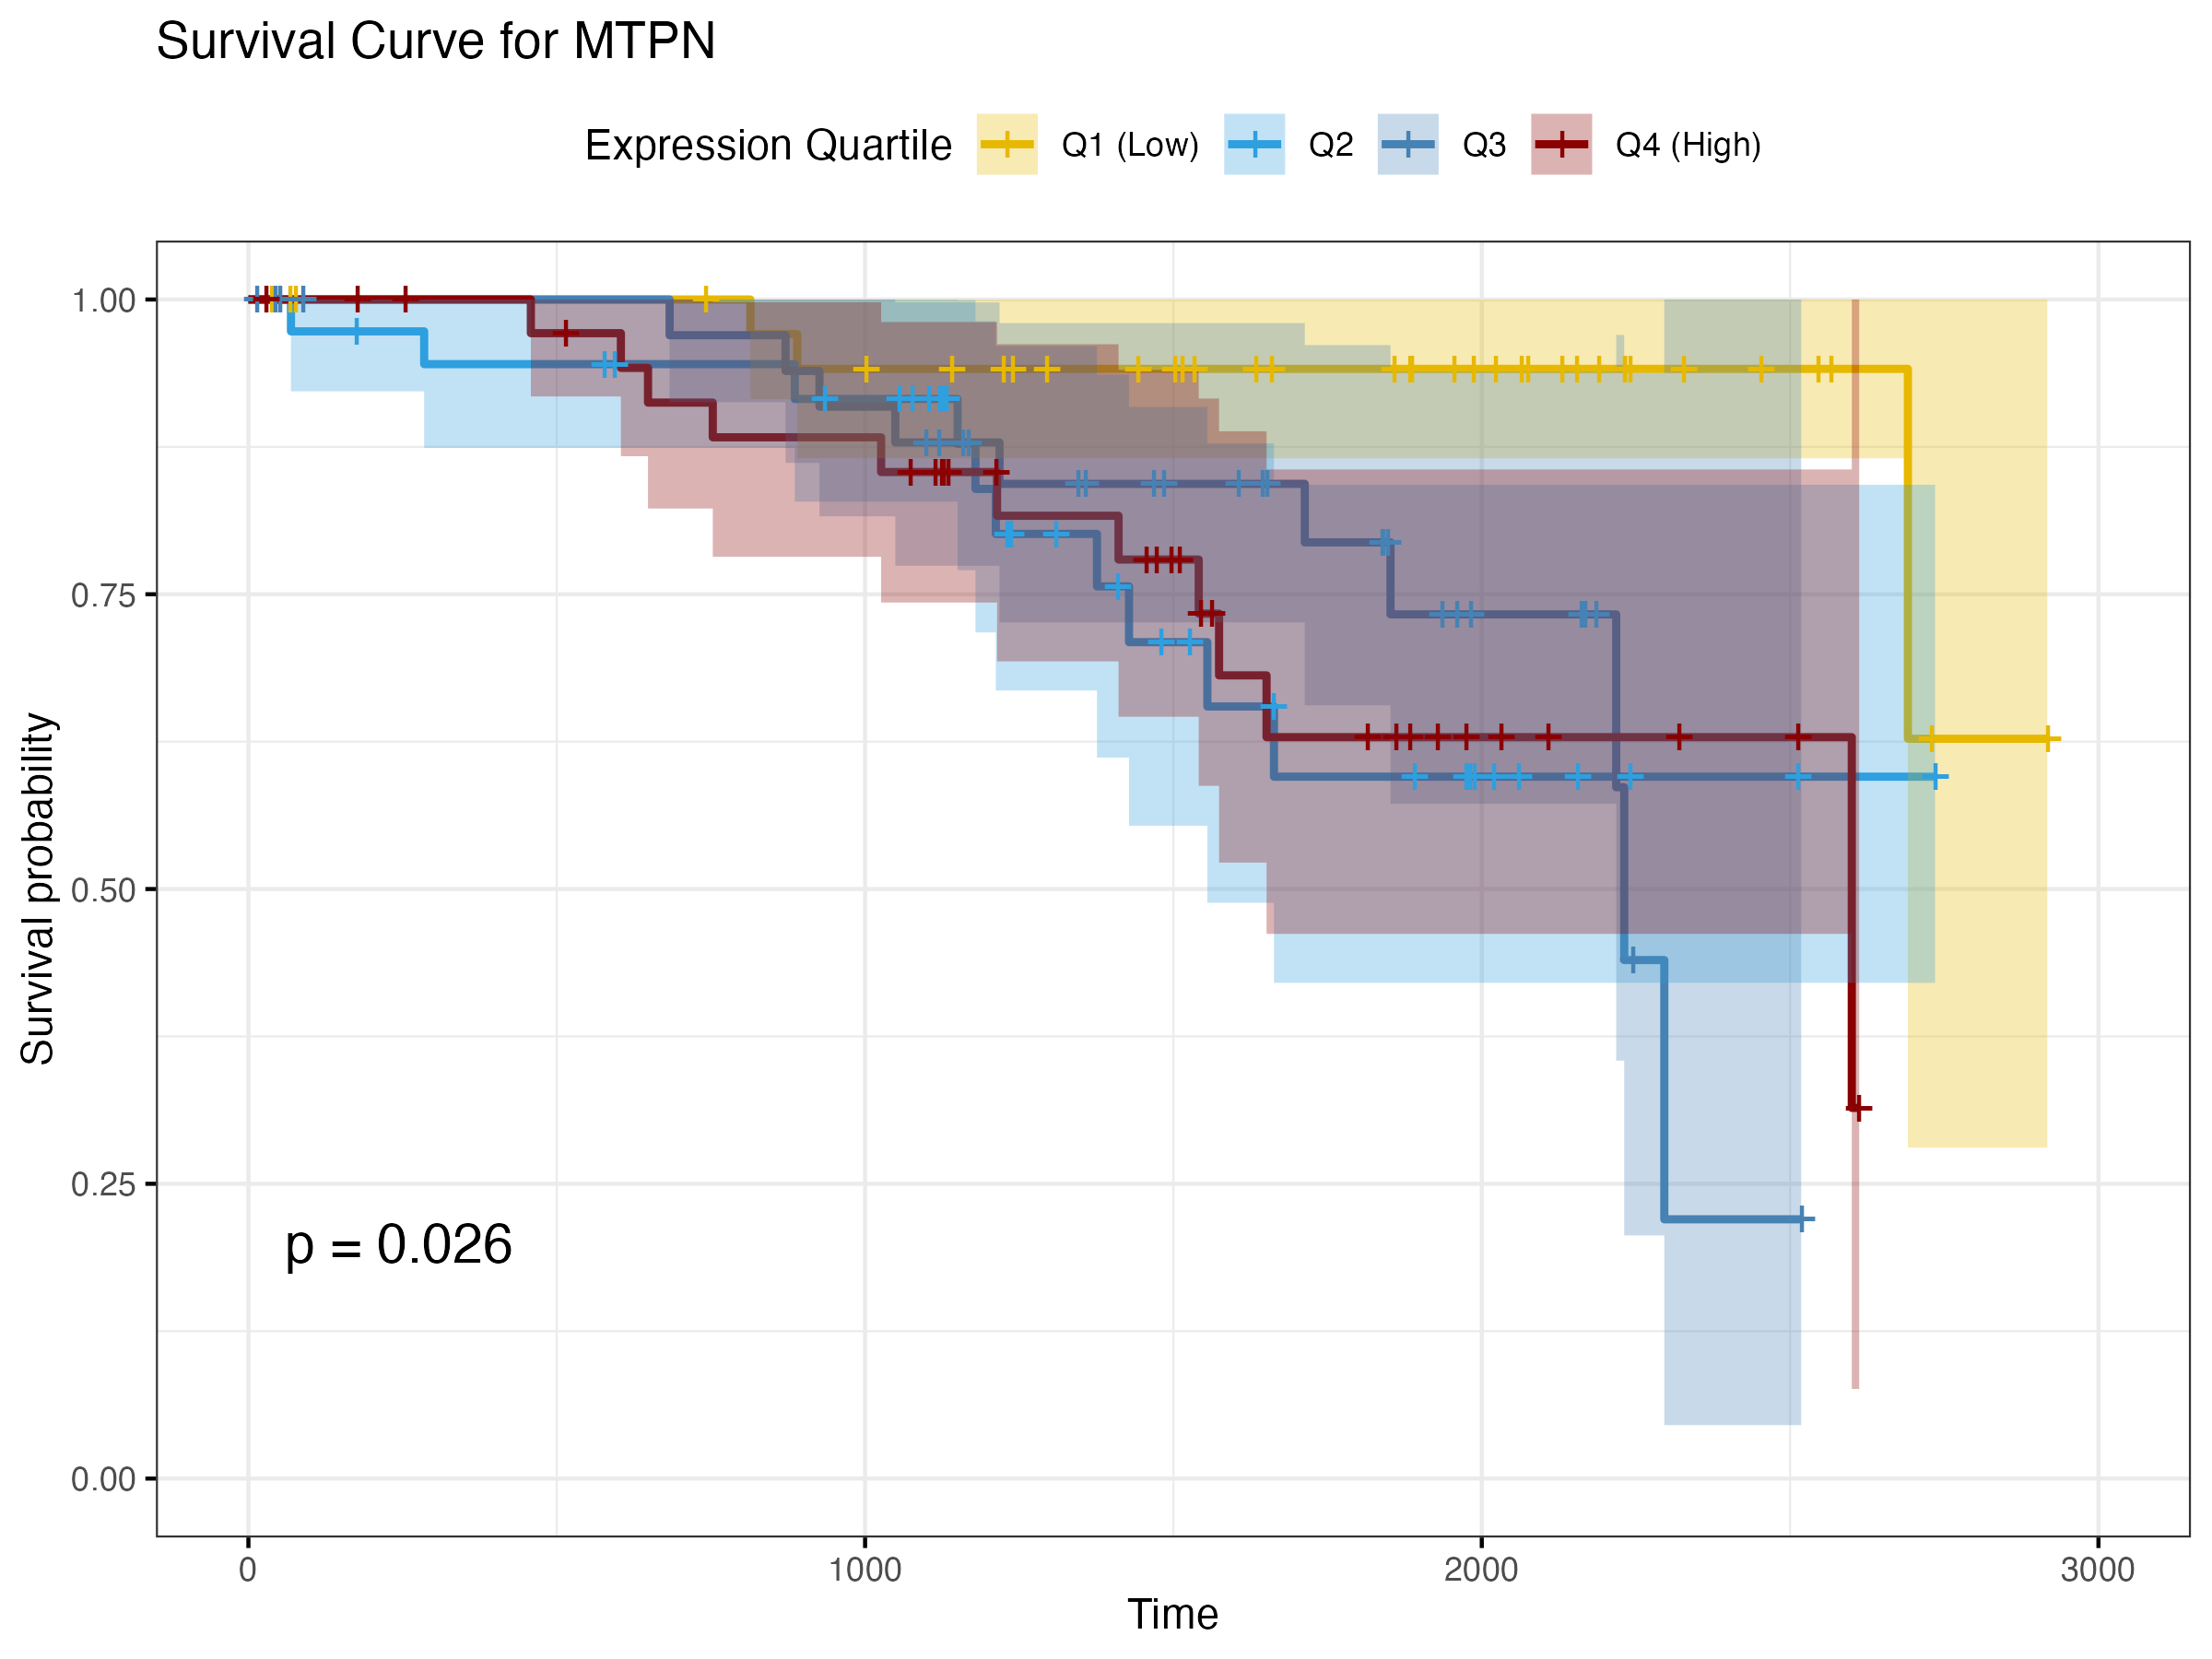 Survival Curve for MTPN
Expression Quartile Q1 (Low) Q2 Q3 Q4 (High)
Survival probability
1.00
0.75
0.50
0.25
0.00
p = 0.026
0 1000 2000 3000
Time